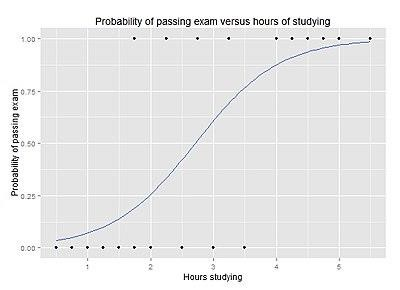 Probability of passing exam versus hours of studying
1.00
0.75
0.50
0.25
0.00
Probability of passing exam
1 2 3 4 5
Hours studying